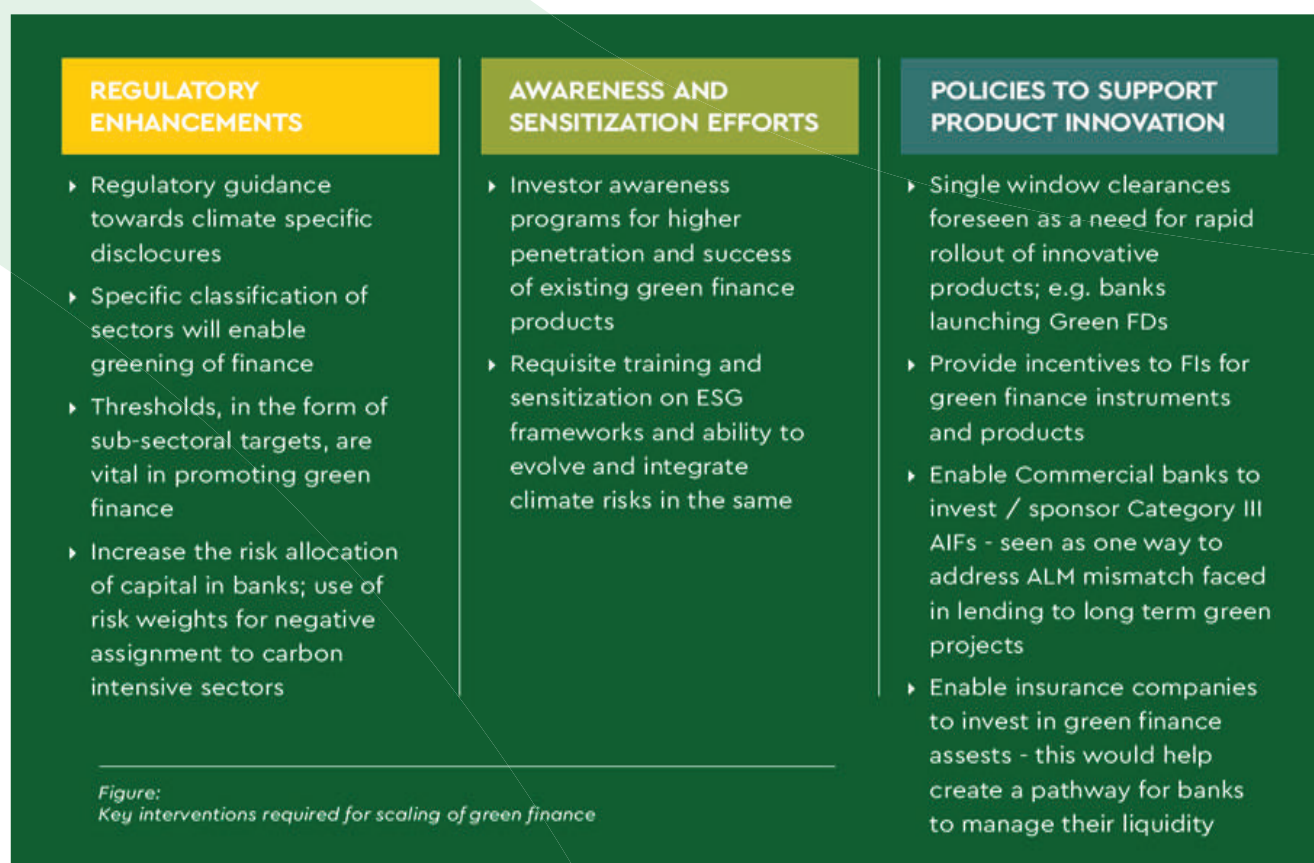 REGULATORY
ENHANCEMENTS
▸ Regulatory guidance
towards climate specific
disclocures
▸ Specific classification of
sectors will enable
greening of finance
▸ Thresholds, in the form of
sub-sectoral targets, are
vital in promoting green
finance
▸ Increase the risk allocation
of capital in banks; use of
risk weights for negative
assignment to carbon
intensive sectors
AWARENESS AND
SENSITIZATION EFFORTS
▸ Investor awareness
programs for higher
penetration and success
of existing green finance
products
▸ Requisite training and
sensitization on ESG
frameworks and ability to
evolve and integrate
climate risks in the same
POLICIES TO SUPPORT
PRODUCT INNOVATION
▸ Single window clearances
foreseen as a need for rapid
rollout of innovative
products; e.g. banks
launching Green FDs
▸ Provide incentives to FIs for
green finance instruments
and products
▸ Enable Commercial banks to
invest / sponsor Category III
AIFs - seen as one way to
address ALM mismatch faced
in lending to long term green
projects
▸ Enable insurance companies
to invest in green finance
assests - this would help
create a pathway for banks
to manage their liquidity
Figure:
Key interventions required for scaling of green finance